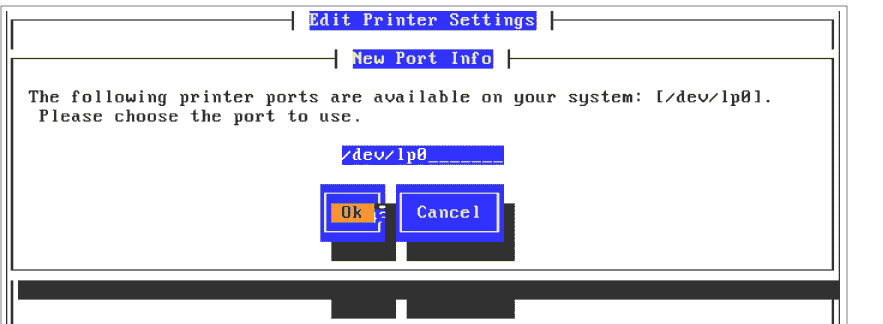 Edit Printer Settings
New Port Info
The following printer ports are available on your system: [/dev/lp0].
Please choose the port to use.
/dev/lp0_______
Ok
Cancel